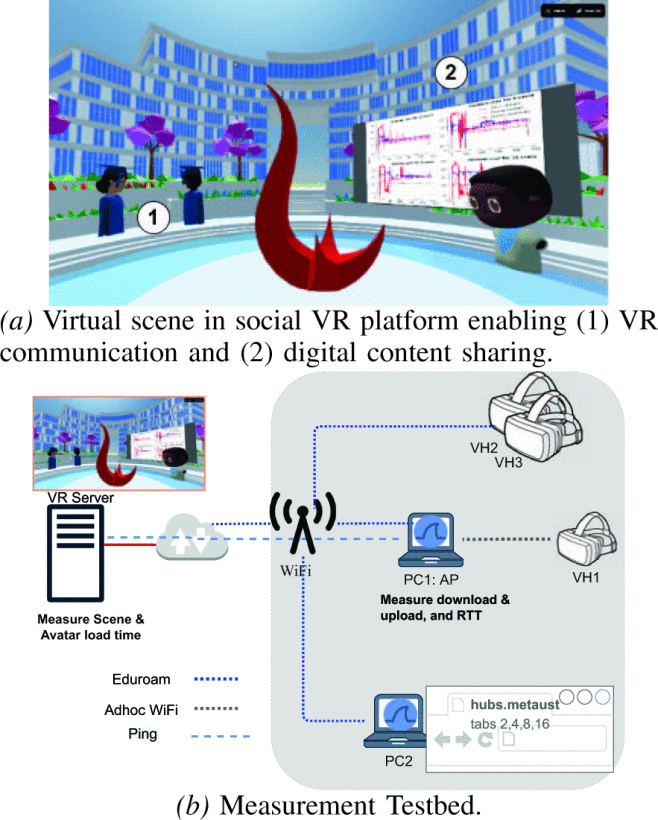 1
2
(a) Virtual scene in social VR platform enabling (1) VR
communication and (2) digital content sharing.
VR Server
Measure Scene &
Avatar load time
WiFi
VH2
VH3
PC1: AP
VH1
Measure download &
upload, and RTT
Eduroam
Adhoc WiFi
Ping
PC2
hubs.metaust
tabs 2,4,8,16
(b) Measurement Testbed.